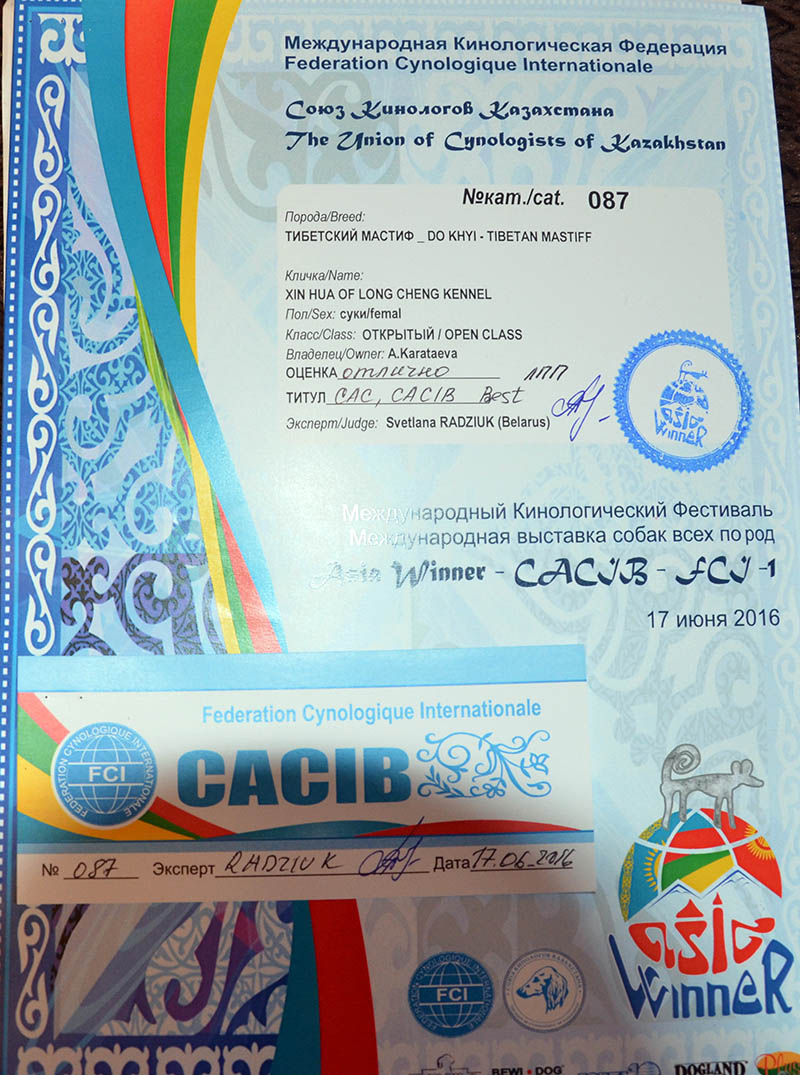 Международная Кинологическая Федерация
Federation Cynologique Internationale
Союз Кинологов Казахстана
The Union of Cynologists of Kazakhstan
№кат./cat. 087
Порода/Breed:
ТИБЕТСКИЙ МАСТИФ _ DO KHYI - TIBETAN MASTIFF
Кличка/Name:
XIN HUA OF LONG CHENG KENNEL
Пол/Sex: суки/femal
Класс/Class: ОТКРЫТЫЙ / OPEN CLASS
Владелец/Owner: A.Karataeva
ОЦЕНКА отлично ЛПП
ТИТУЛ CAC, CACIB Best
Эксперт/Judge: Svetlana RADZIUK (Belarus)
asia
WinneR
Международный Кинологический Фестиваль
Международная выставка собак всех пород
Asia Winner - CACIB - FCI -1
17 июня 2016
Federation Cynologique Internationale
FEDERATION CYNOLOGIQUE INTERNATIONALE
FCI
CACIB
№ 087 Эксперт RADZIUK Дата 17.06.2016
asia
WinneR
FCI
BEWI • DOG
DOGLAND